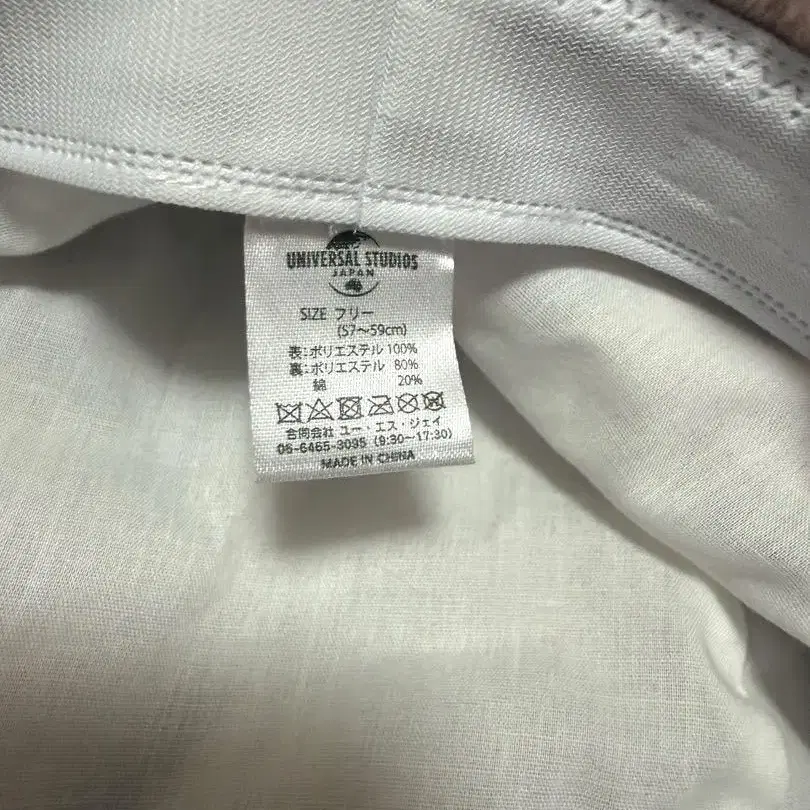 UNIVERSAL STUDIOS
JAPAN
SIZE フリー
(57～59cm)
表:ポリエステル 100%
裏:ポリエステル 80%
綿 20%
合同会社 ユー・エス・ジェイ
06-6465-3095 (9:30～17:30)
MADE IN CHINA